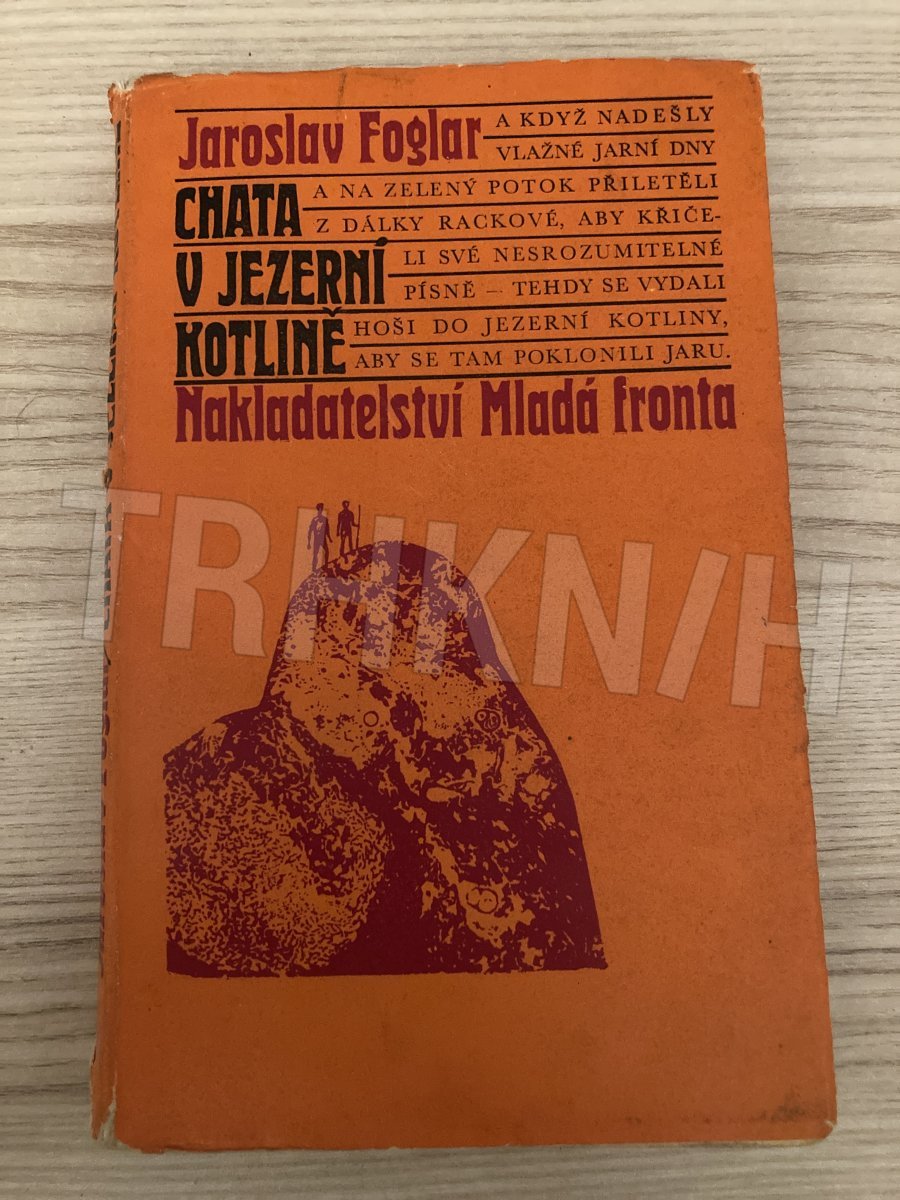 Jaroslav Foglar
CHATA
V JEZERNÍ
KOTLINĚ
A KDYŽ NADEŠLY
VLAŽNÉ JARNÍ DNY
A NA ZELENÝ POTOK PŘILETĚLI
Z DÁLKY RACKOVÉ, ABY KŘIČE-
LI SVÉ NESROZUMITELNÉ
PÍSNĚ – TEHDY SE VYDALI
HOŠI DO JEZERNÍ KOTLINY,
ABY SE TAM POKLONILI JARU.
Nakladatelství Mladá fronta
TRHKNIH